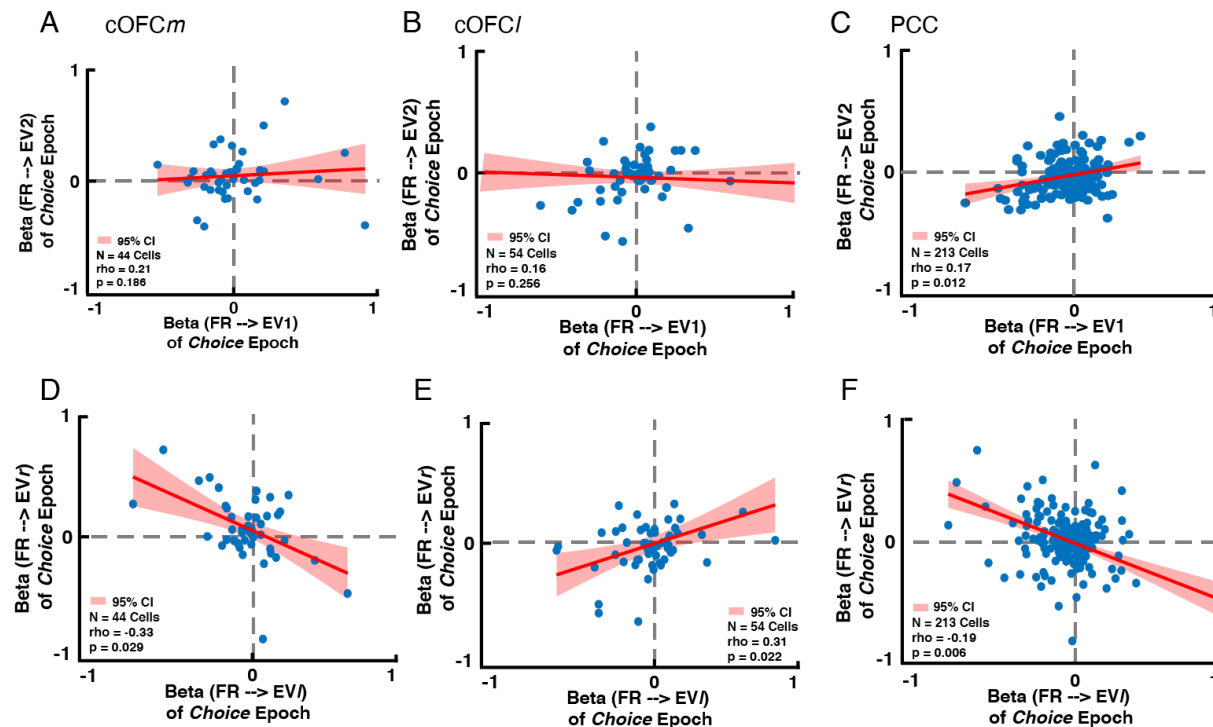 A cOFCm
Beta (FR --> EV2)
of Choice Epoch
1
0
-1
95% CI
N = 44 Cells
rho = 0.21
p = 0.186
-1 0 1
Beta (FR --> EV1)
of Choice Epoch
B cOFCl
Beta (FR --> EV2)
of Choice Epoch
1
0
-1
95% CI
N = 54 Cells
rho = 0.16
p = 0.256
-1 0 1
Beta (FR --> EV1)
of Choice Epoch
C PCC
Beta (FR --> EV2
Choice Epoch
1
0
-1
95% CI
N = 213 Cells
rho = 0.17
p = 0.012
-1 0 1
Beta (FR --> EV1
of Choice Epoch
D
Beta (FR --> EVr)
of Choice Epoch
1
0
-1
95% CI
N = 44 Cells
rho = -0.33
p = 0.029
-1 0 1
Beta (FR --> EVl)
of Choice Epoch
E
Beta (FR --> EVr)
of Choice Epoch
1
0
-1
95% CI
N = 54 Cells
rho = 0.31
p = 0.022
-1 0 1
Beta (FR --> EVl)
of Choice Epoch
F
Beta (FR --> EVr)
of Choice Epoch
1
0
-1
95% CI
N = 213 Cells
rho = -0.19
p = 0.006
-1 0 1
Beta (FR --> EVl)
of Choice Epoch